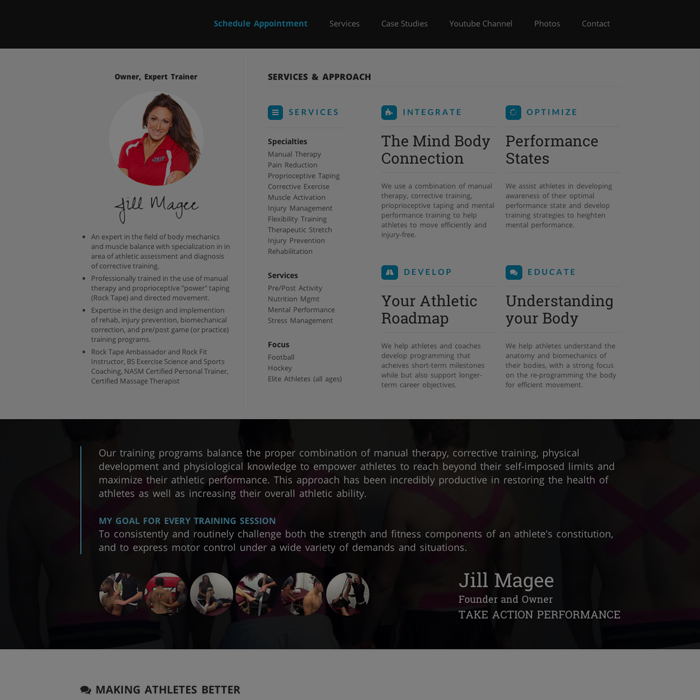 Schedule Appointment Services Case Studies Youtube Channel Photos Contact
Owner, Expert Trainer
Jill Magee
An expert in the field of body mechanics
and muscle balance with specialization in in
area of athletic assessment and diagnosis
of corrective training.
Professionally trained in the use of manual
therapy and proprioceptive "power" taping
(Rock Tape) and directed movement.
Expertise in the design and implemention
of rehab, injury prevention, biomechanical
correction, and pre/post game (or practice)
training programs.
Rock Tape Ambassador and Rock Fit
Instructor, BS Exercise Science and Sports
Coaching, NASM Certified Personal Trainer,
Certified Massage Therapist
SERVICES & APPROACH
SERVICES
Specialties
Manual Therapy
Pain Reduction
Proprioceptive Taping
Corrective Exercise
Muscle Activation
Injury Management
Flexibility Training
Therapeutic Stretch
Injury Prevention
Rehabilitation
Services
Pre/Post Activity
Nutrition Mgmt
Mental Performance
Stress Management
Focus
Football
Hockey
Elite Athletes (all ages)
INTEGRATE
The Mind Body
Connection
We use a combination of manual
therapy, corrective training,
prioprioceptive taping and mental
performance training to help
athletes to move efficiently and
injury-free.
OPTIMIZE
Performance
States
We assist athletes in developing
awareness of their optimal
performance state and develop
training strategies to heighten
mental performance.
DEVELOP
Your Athletic
Roadmap
We help athletes and coaches
develop programming that
acheives short-term milestones
while but also support longer-
term career objectives.
EDUCATE
Understanding
your Body
We help athletes understand the
anatomy and biomechanics of
their bodies, with a strong focus
on the re-programming the body
for efficient movement.
Our training programs balance the proper combination of manual therapy, corrective training, physical
development and physiological knowledge to empower athletes to reach beyond their self-imposed limits and
maximize their athletic performance. This approach has been incredibly productive in restoring the health of
athletes as well as increasing their overall athletic ability.
MY GOAL FOR EVERY TRAINING SESSION
To consistently and routinely challenge both the strength and fitness components of an athlete's constitution,
and to express motor control under a wide variety of demands and situations.
Jill Magee
Founder and Owner
TAKE ACTION PERFORMANCE
MAKING ATHLETES BETTER